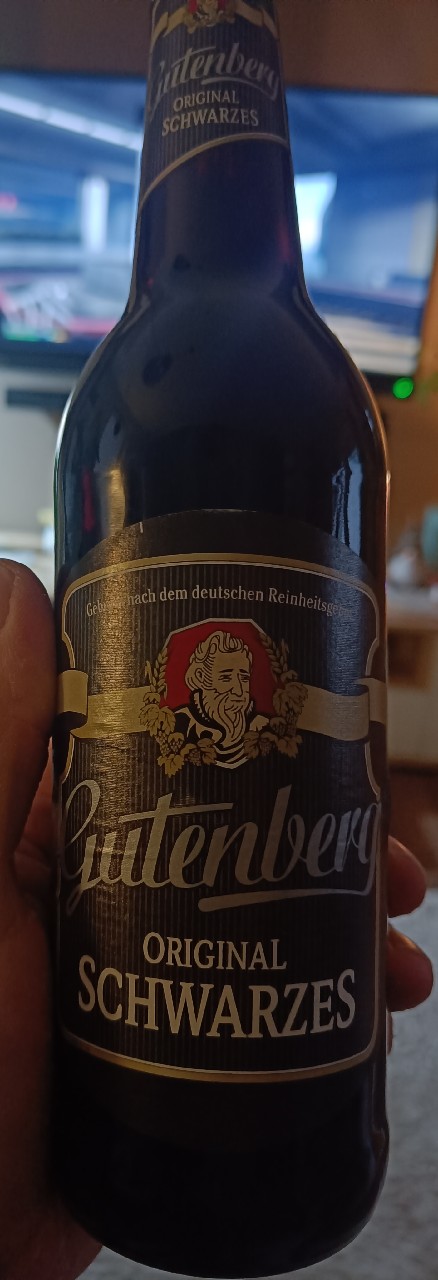 Gutenberg
ORIGINAL
SCHWARZES
nach dem deutschen
Gutenberg
ORIGINAL
SCHWARZES